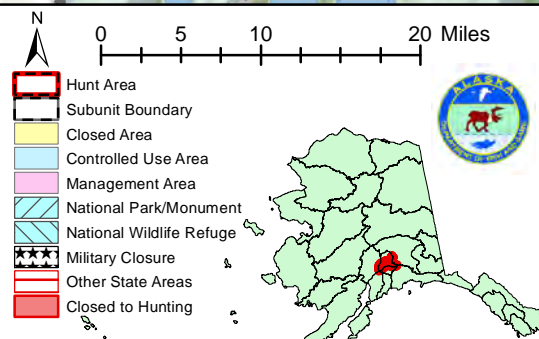 N
0 5 10 20 Miles
Hunt Area
Subunit Boundary
Closed Area
Controlled Use Area
Management Area
National Park/Monument
National Wildlife Refuge
Military Closure
Other State Areas
Closed to Hunting
ALASKA